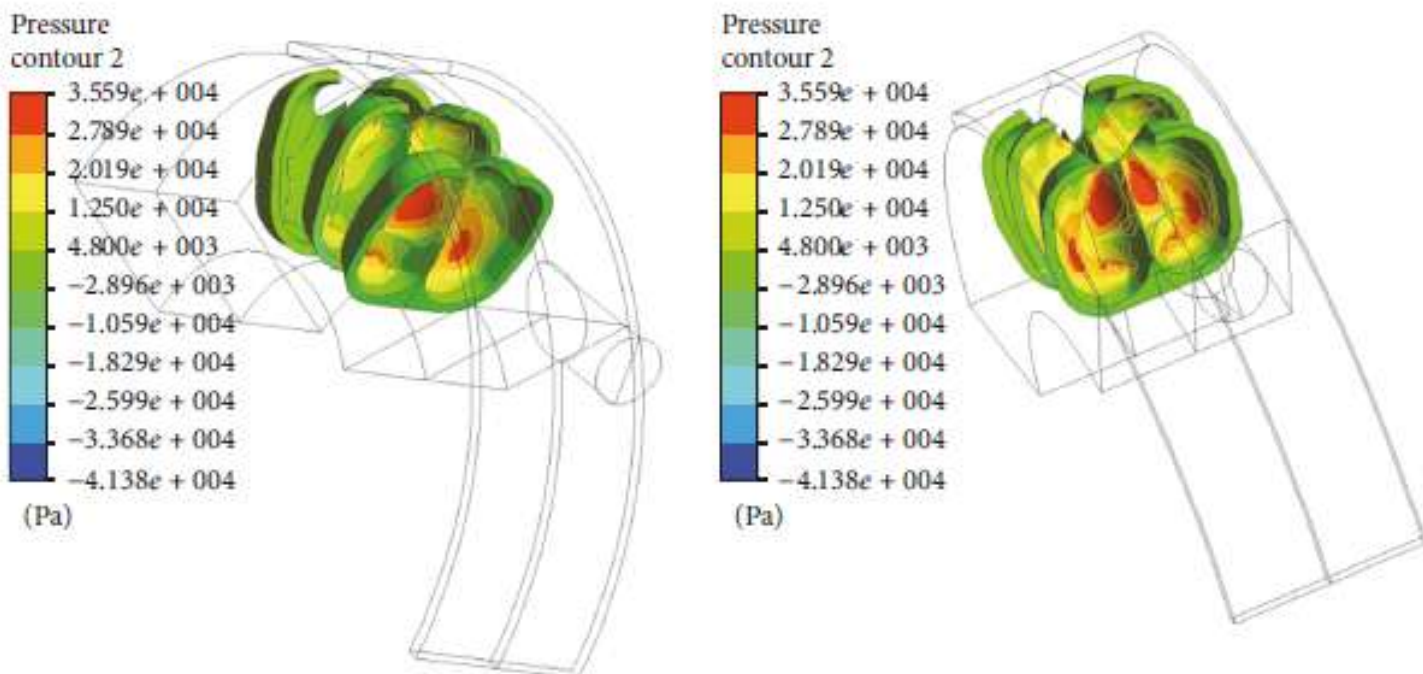 Pressure
contour 2
3.559e + 004
2.789e + 004
2.019e + 004
1.250e + 004
4.800e + 003
−2.896e + 003
−1.059e + 004
−1.829e + 004
−2.599e + 004
−3.368e + 004
−4.138e + 004
(Pa)
Pressure
contour 2
3.559e + 004
2.789e + 004
2.019e + 004
1.250e + 004
4.800e + 003
−2.896e + 003
−1.059e + 004
−1.829e + 004
−2.599e + 004
−3.368e + 004
−4.138e + 004
(Pa)